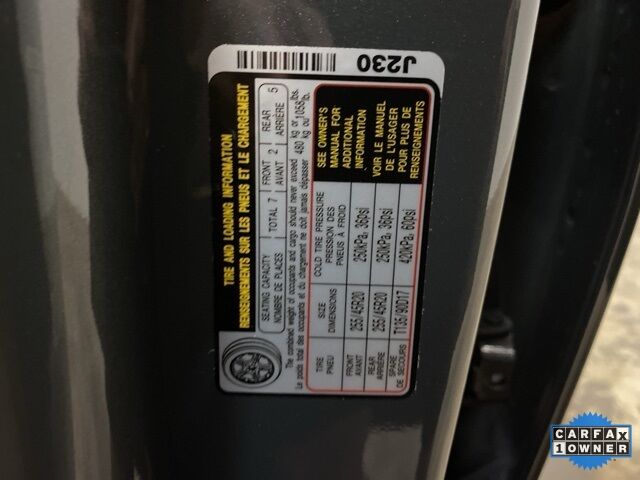 J230
TIRE AND LOADING INFORMATION
RENSEIGNEMENTS SUR LES PNEUS ET LE CHARGEMENT
SEATING CAPACITY TOTAL 7 FRONT 2 REAR 5
NOMBRE DE PLACES AVANT ARRIÈRE
The combined weight of occupants and cargo should never exceed 480 kg or 1058 lbs.
Le poids total des occupants et du chargement ne doit jamais dépasser 480 kg ou 1058 lb.
TIRE SIZE COLD TIRE PRESSURE
PNEU DIMENSIONS PRESSION DES PNEUS À FROID
FRONT AVANT 255/45R20 250kPa, 36psi
REAR ARRIÈRE 255/45R20 250kPa, 36psi
SPARE DE SECOURS T135/90D17 420kPa, 60psi
SEE OWNER'S
MANUAL FOR
ADDITIONAL
INFORMATION
VOIR LE MANUEL
DE L'USAGER
POUR PLUS DE
RENSEIGNEMENTS
CARFAX
1 OWNER